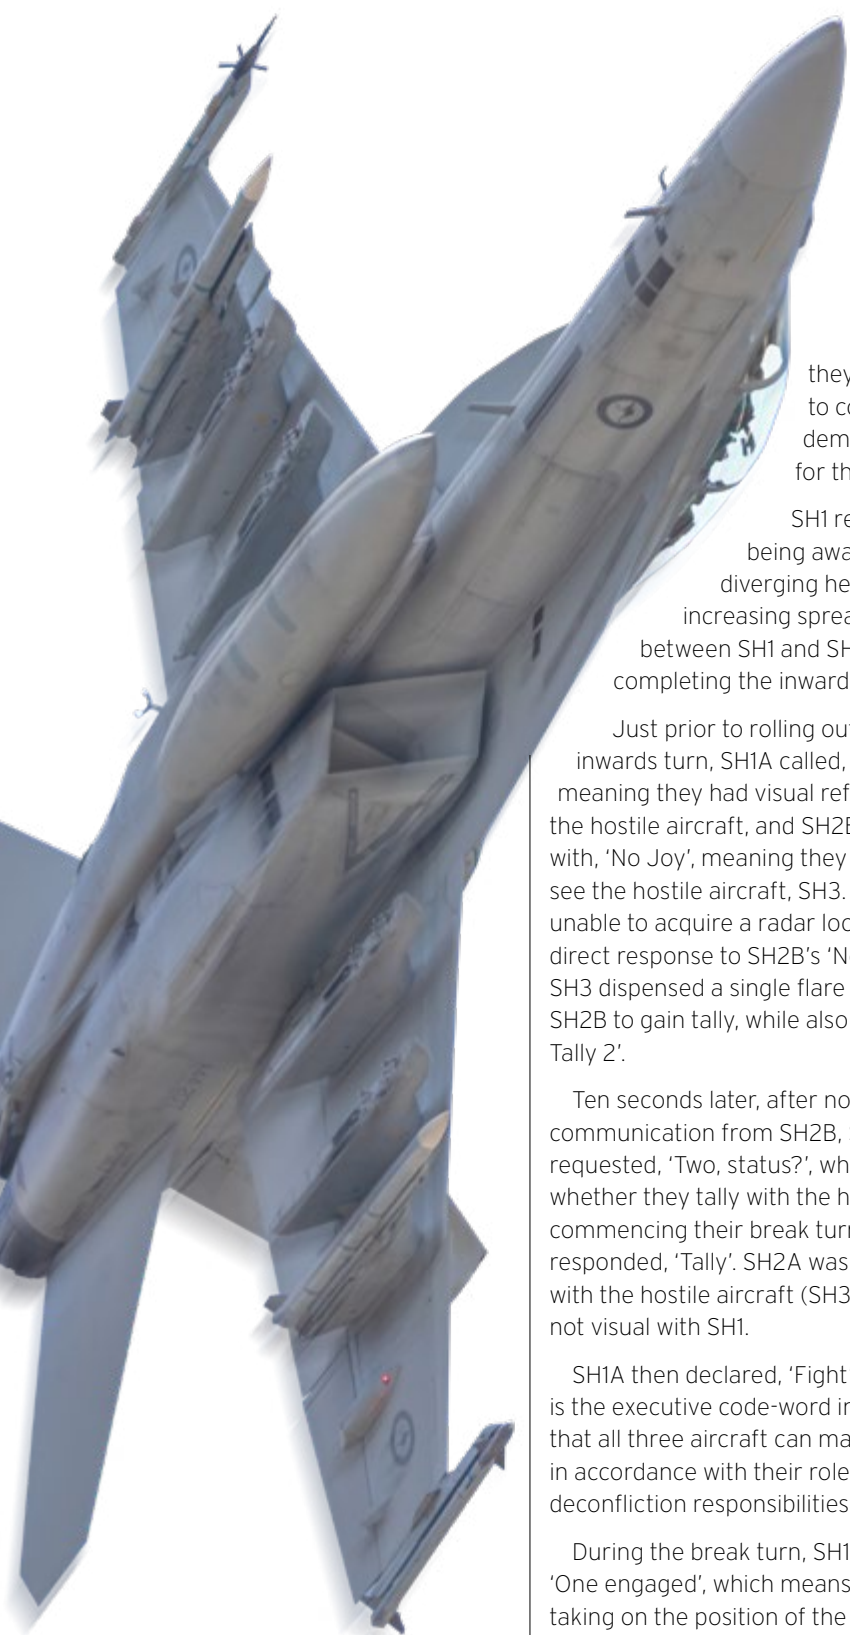 they
to co
dem
for th
SH1 re
being awa
diverging he
increasing sprea
between SH1 and SH
completing the inward
Just prior to rolling ou
inwards turn, SH1A called,
meaning they had visual ref
the hostile aircraft, and SH2B
with, ‘No Joy’, meaning they
see the hostile aircraft, SH3.
unable to acquire a radar loc
direct response to SH2B’s ‘N
SH3 dispensed a single flare
SH2B to gain tally, while also
Tally 2’.
Ten seconds later, after no
communication from SH2B,
requested, ‘Two, status?’, wh
whether they tally with the h
commencing their break turn
responded, ‘Tally’. SH2A was
with the hostile aircraft (SH3
not visual with SH1.
SH1A then declared, ‘Fight
is the executive code-word in
that all three aircraft can ma
in accordance with their role
deconfliction responsibilities
During the break turn, SH1
‘One engaged’, which means
taking on the position of the